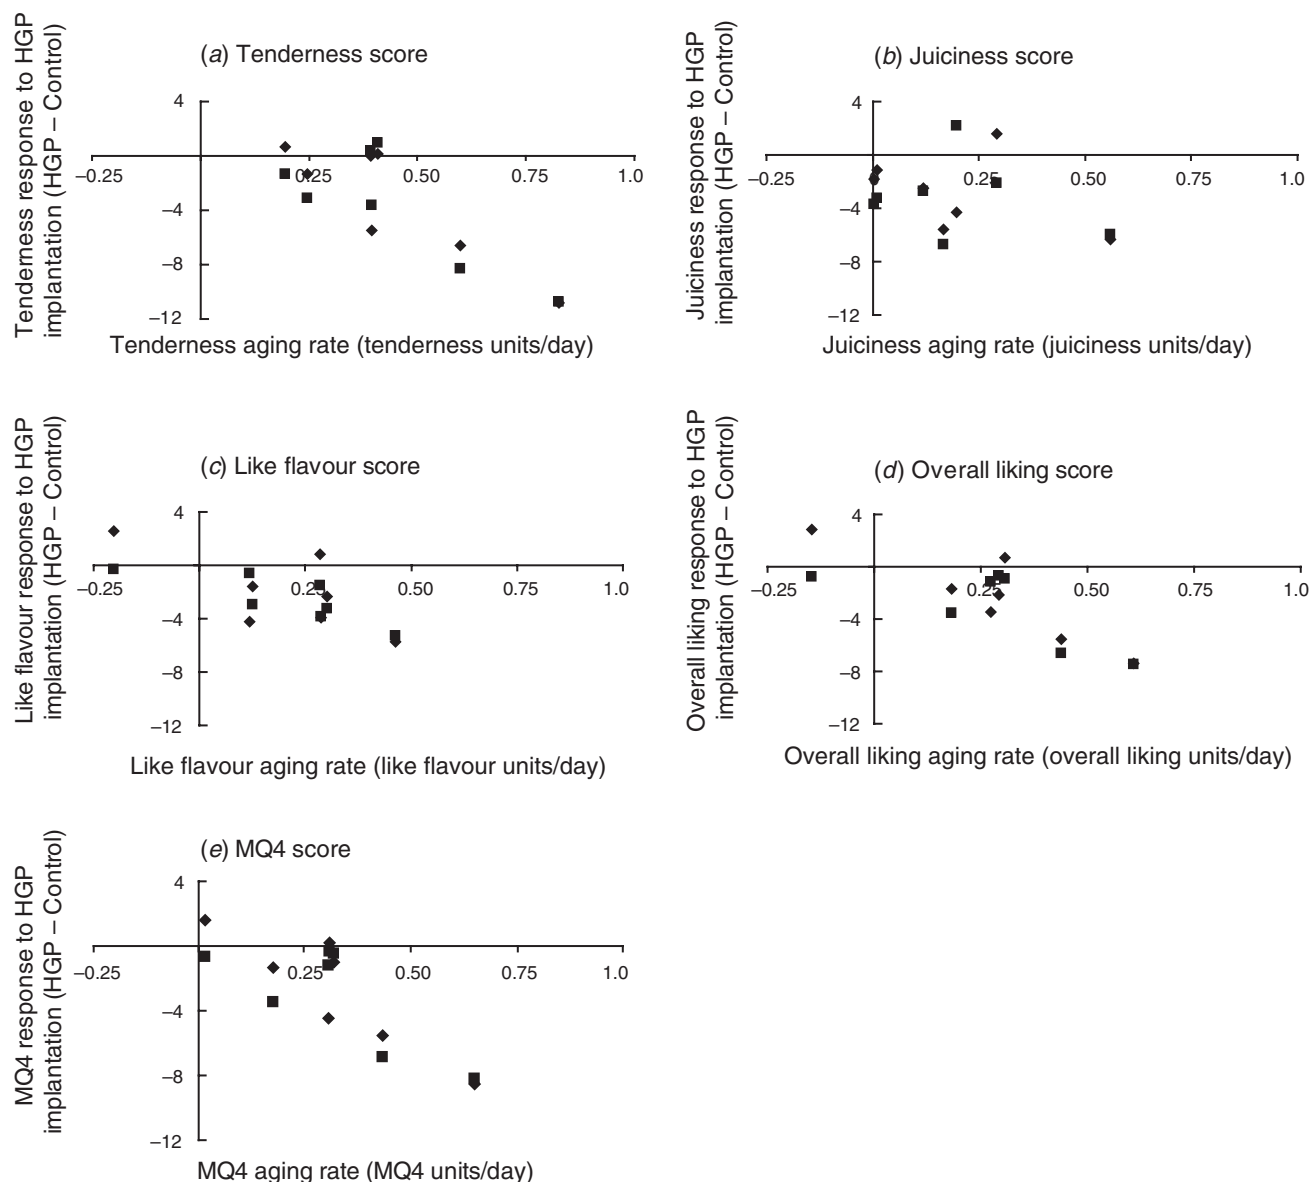 Tenderness response to HGP
implantation (HGP – Control)
(a) Tenderness score
4
–0.25
0.25
0.50
0.75
1.0
–4
–8
–12
Tenderness aging rate (tenderness units/day)
Juiciness response to HGP
implantation (HGP – Control)
(b) Juiciness score
4
–0.25
0.25
0.50
0.75
1.0
–4
–8
–12
Juiciness aging rate (juiciness units/day)
Like flavour response to HGP
implantation (HGP – Control)
(c) Like flavour score
4
–0.25
0.25
0.50
0.75
1.0
–4
–8
–12
Like flavour aging rate (like flavour units/day)
Overall liking response to HGP
implantation (HGP – Control)
(d) Overall liking score
4
–0.25
0.25
0.50
0.75
1.0
–4
–8
–12
Overall liking aging rate (overall liking units/day)
MQ4 response to HGP
implantation (HGP – Control)
(e) MQ4 score
4
–0.25
0.25
0.50
0.75
1.0
–4
–8
–12
MQ4 aging rate (MQ4 units/day)